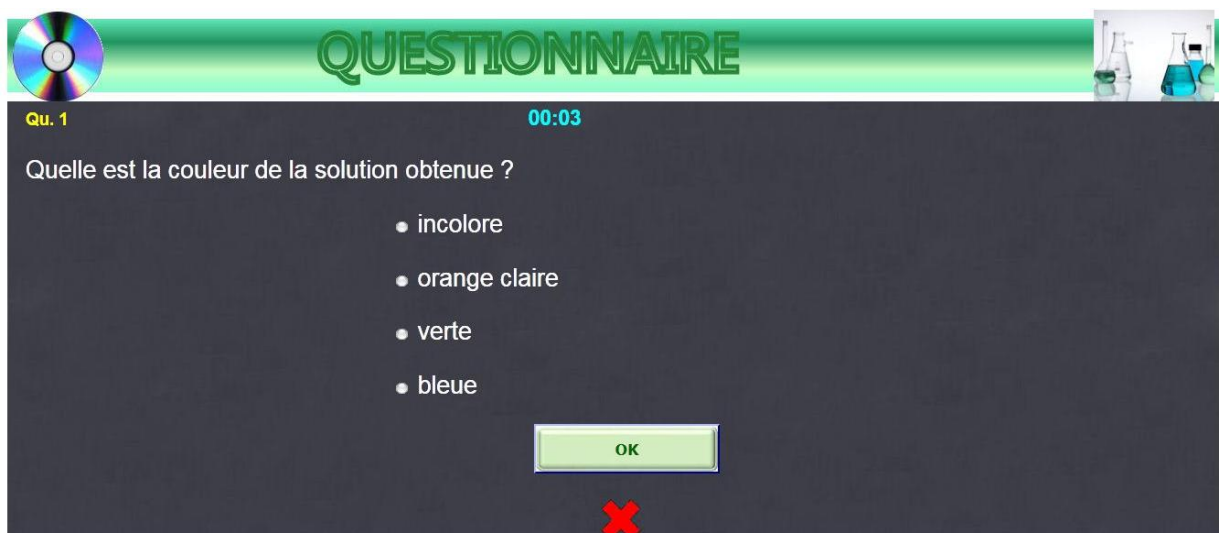 QUESTIONNAIRE
Qu. 1
00:03
Quelle est la couleur de la solution obtenue ?
incolore
orange claire
verte
bleue
OK